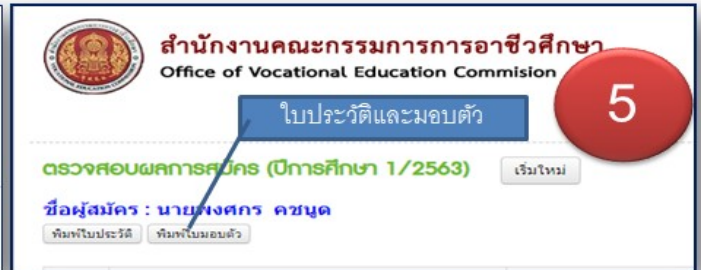 สำนักงานคณะกรรมการการอาชีวศึกษา
Office of Vocational Education Commision
ใบประวัติและมอบตัว
5
ตรวจสอบผลการสมัคร (ปีการศึกษา 1/2563) เริ่มใหม่
ชื่อผู้สมัคร : นายพงศกร คชนูด
พิมพ์ใบประวัติ พิมพ์ใบมอบตัว